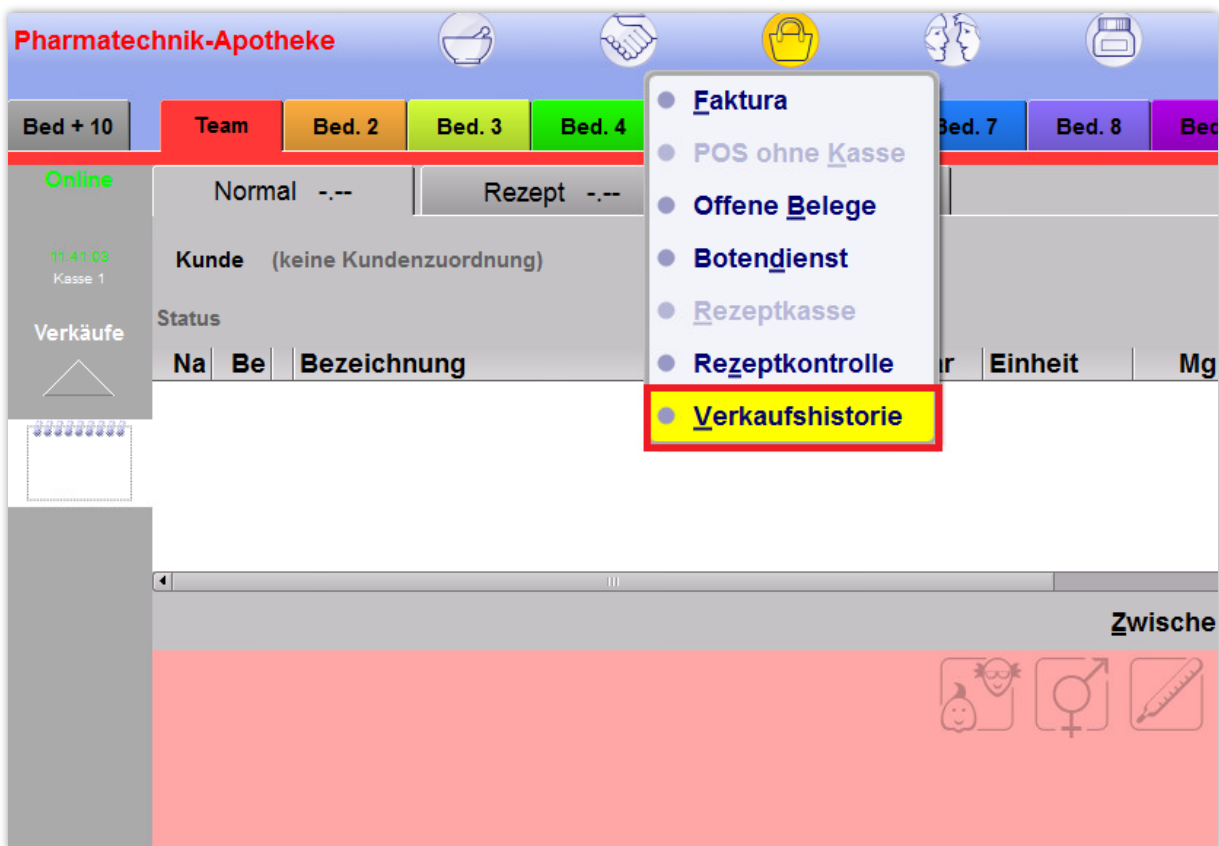 Pharmatechnik-Apotheke
Bed + 10
Team
Bed. 2
Bed. 3
Bed. 4
Bed. 7
Bed. 8
Bed
Faktura
POS ohne Kasse
Offene Belege
Botendienst
Rezeptkasse
Rezeptkontrolle
Verkaufshistorie
Online
Normal -.--
Rezept -.--
11.41.03
Kasse 1
Kunde (keine Kundenzuordnung)
Verkäufe
Status
Na Be Bezeichnung Einheit Mg
Zwische